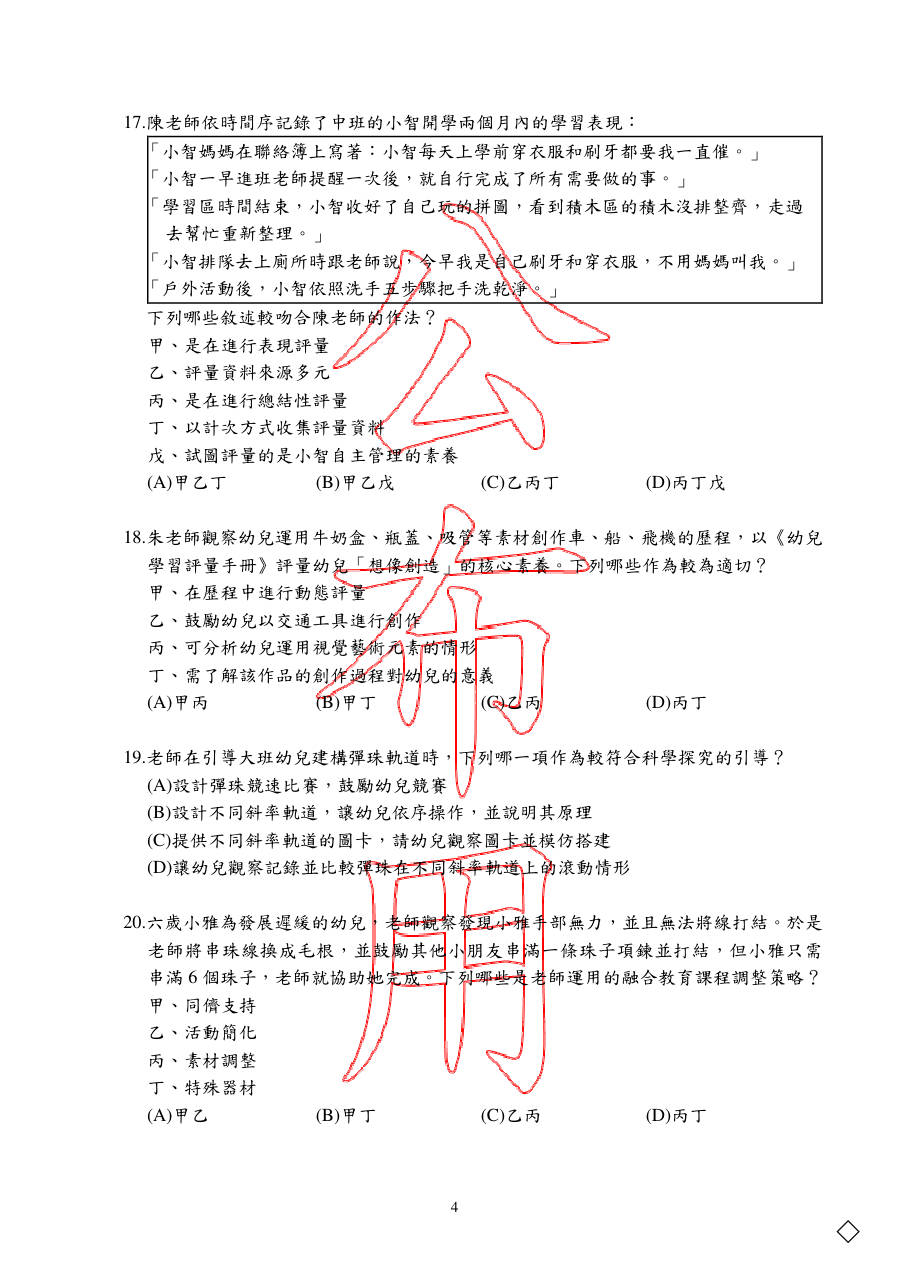 17.陳老師依時間序記錄了中班的小智開學兩個月內的學習表現：
「小智媽媽在聯絡簿上寫著：小智每天上學前穿衣服和刷牙都要我一直催。」
「小智一早進班老師提醒一次後，就自行完成了所有需要做的事。」
「學習區時間結束，小智收好了自己玩的拼圖，看到積木區的積木沒排整齊，走過
去幫忙重新整理。」
「小智排隊去上廁所時跟老師說，今早我是自己刷牙和穿衣服，不用媽媽叫我。」
「戶外活動後，小智依照洗手五步驟把手洗乾淨。」
下列哪些敘述較吻合陳老師的作法？
甲、是在進行表現評量
乙、評量資料來源多元
丙、是在進行總結性評量
丁、以計次方式收集評量資料
戊、試圖評量的是小智自主管理的素養
(A)甲乙丁 (B)甲乙戊 (C)乙丙丁 (D)丙丁戊
18.朱老師觀察幼兒運用牛奶盒、瓶蓋、吸管等素材創作車、船、飛機的歷程，以《幼兒
學習評量手冊》評量幼兒「想像創造」的核心素養。下列哪些作為較為適切？
甲、在歷程中進行動態評量
乙、鼓勵幼兒以交通工具進行創作
丙、可分析幼兒運用視覺藝術元素的情形
丁、需了解該作品的創作過程對幼兒的意義
(A)甲丙 (B)甲丁 (C)乙丙 (D)丙丁
19.老師在引導大班幼兒建構彈珠軌道時，下列哪一項作為較符合科學探究的引導？
(A)設計彈珠競速比賽，鼓勵幼兒競賽
(B)設計不同斜率軌道，讓幼兒依序操作，並說明其原理
(C)提供不同斜率軌道的圖卡，請幼兒觀察圖卡並模仿搭建
(D)讓幼兒觀察記錄並比較彈珠在不同斜率軌道上的滾動情形
20.六歲小雅為發展遲緩的幼兒，老師觀察發現小雅手部無力，並且無法將線打結。於是
老師將串珠線換成毛根，並鼓勵其他小朋友串滿一條珠子項鍊並打結，但小雅只需
串滿 6 個珠子，老師就協助她完成。下列哪些是老師運用的融合教育課程調整策略？
甲、同儕支持
乙、活動簡化
丙、素材調整
丁、特殊器材
(A)甲乙 (B)甲丁 (C)乙丙 (D)丙丁
4
公布用